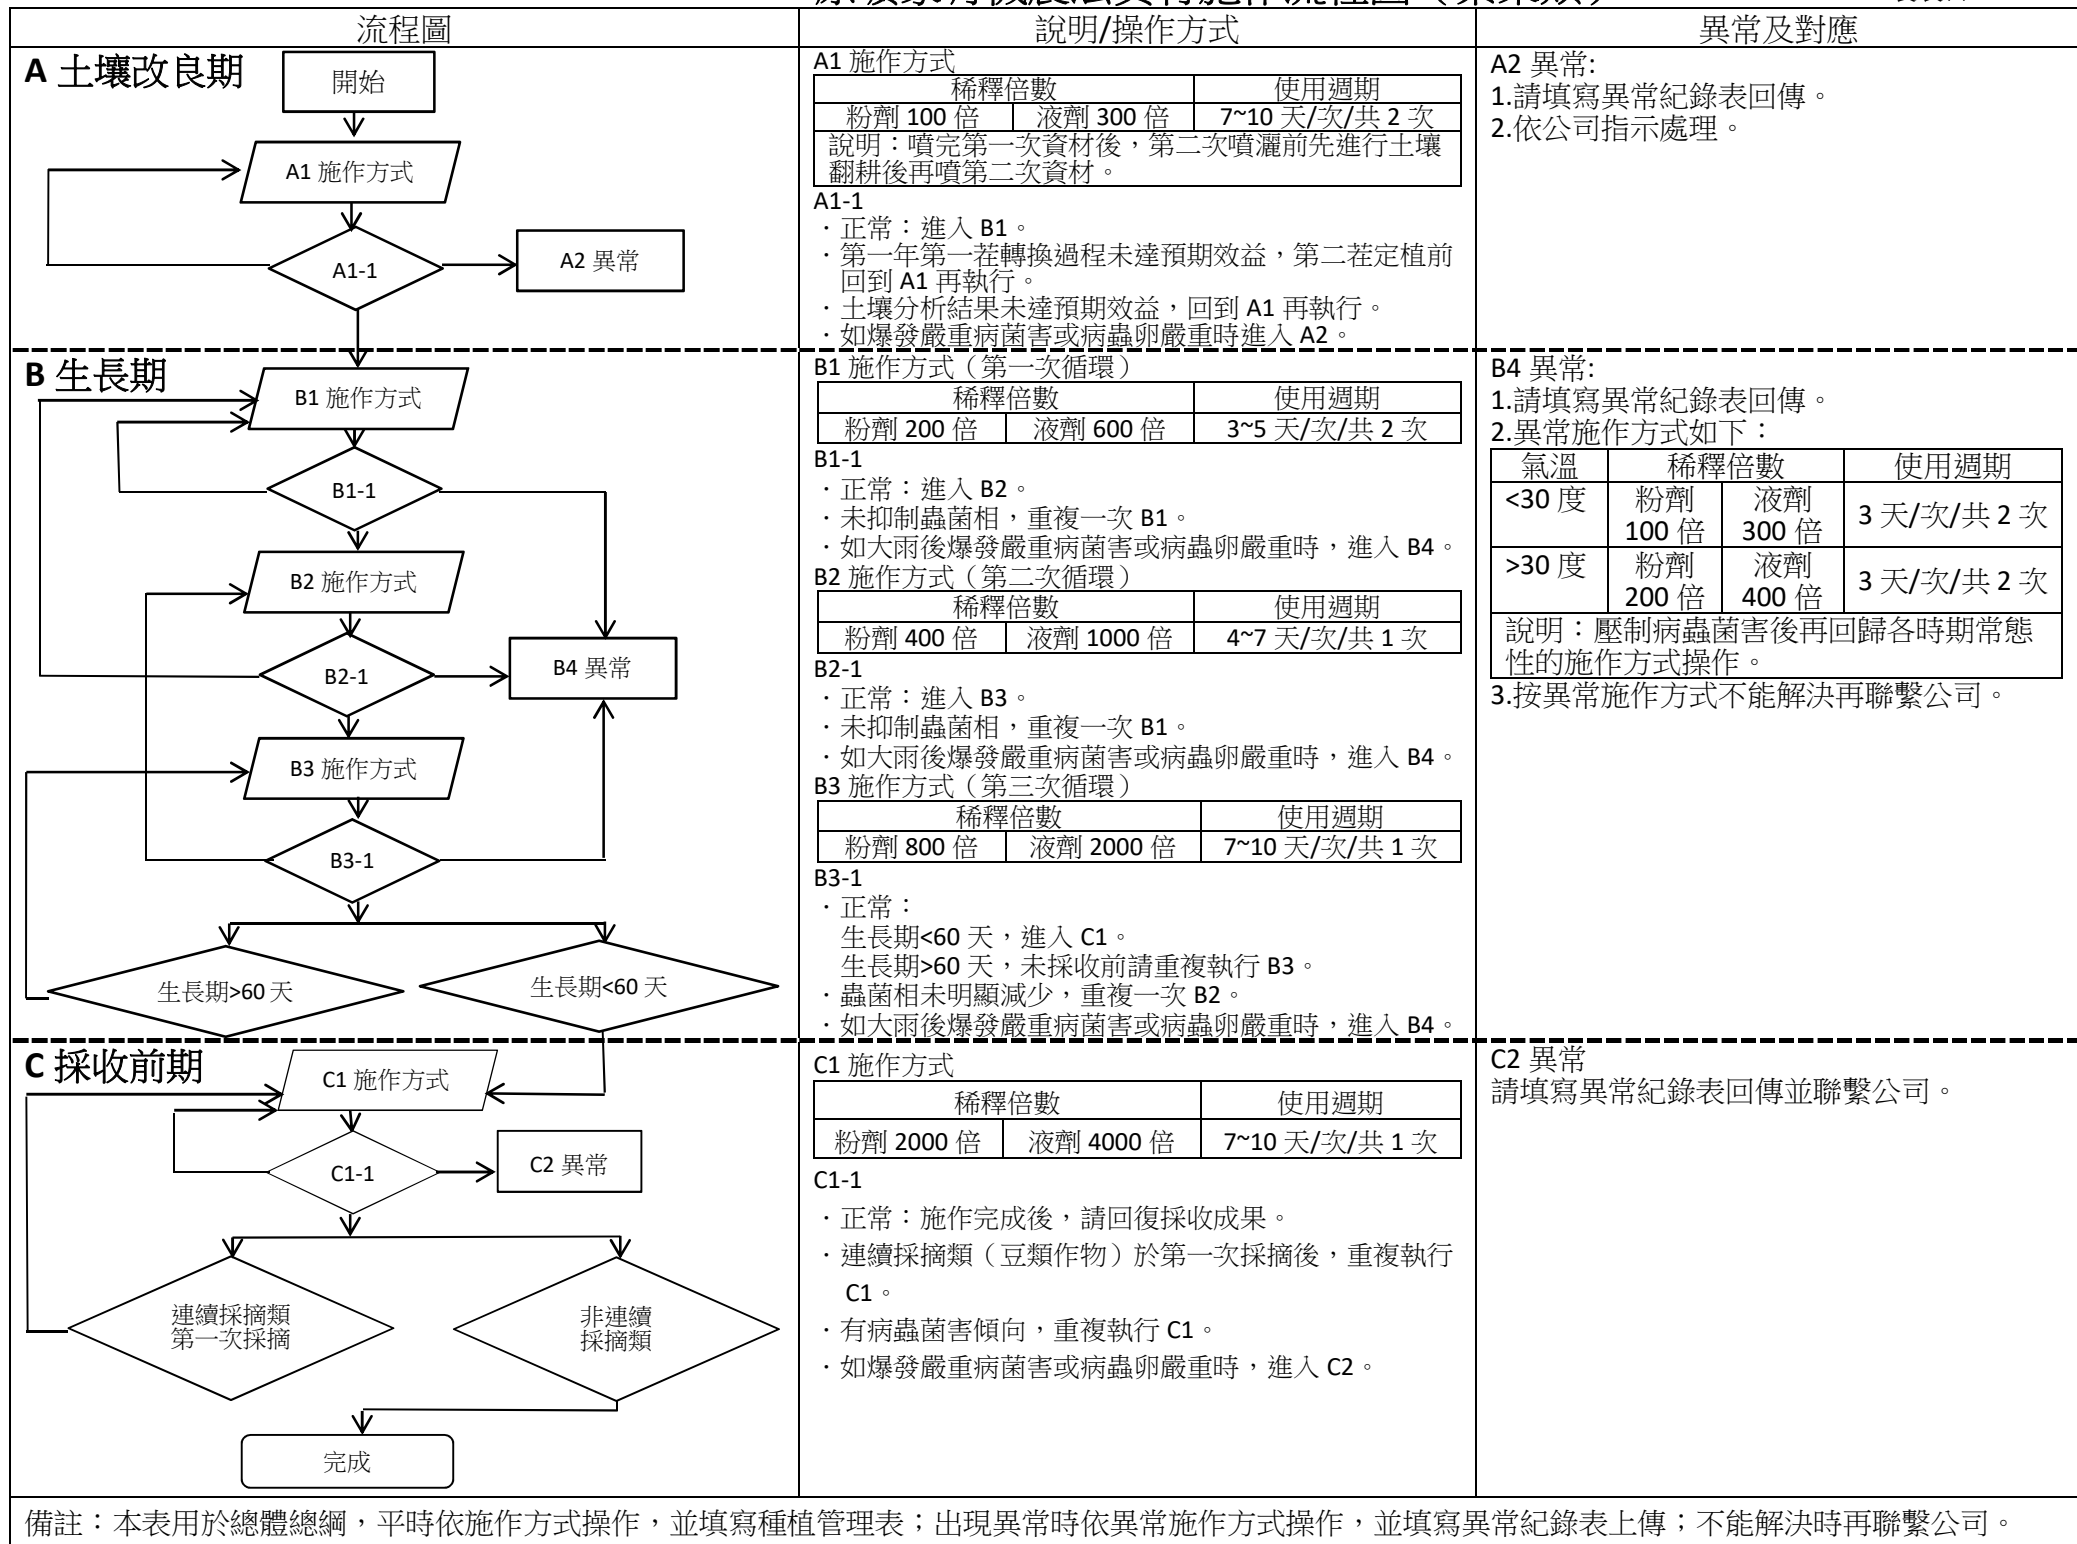 流程圖
說明/操作方式
異常及對應
A 土壤改良期
開始
A1 施作方式
A1-1
A2 異常
A1 施作方式
稀釋倍數 使用週期
粉劑 100 倍 液劑 300 倍 7~10 天/次/共 2 次
說明：噴完第一次資材後，第二次噴灑前先進行土壤
翻耕後再噴第二次資材。
A1-1
．正常：進入 B1。
．第一年第一茬轉換過程未達預期效益，第二茬定植前
回到 A1 再執行。
．土壤分析結果未達預期效益，回到 A1 再執行。
．如爆發嚴重病菌害或病蟲卵嚴重時進入 A2。
A2 異常:
1.請填寫異常紀錄表回傳。
2.依公司指示處理。
B 生長期
B1 施作方式
B1-1
B2 施作方式
B2-1
B4 異常
B3 施作方式
B3-1
生長期>60 天
生長期<60 天
B1 施作方式（第一次循環）
稀釋倍數 使用週期
粉劑 200 倍 液劑 600 倍 3~5 天/次/共 2 次
B1-1
．正常：進入 B2。
．未抑制蟲菌相，重複一次 B1。
．如大雨後爆發嚴重病菌害或病蟲卵嚴重時，進入 B4。
B2 施作方式（第二次循環）
稀釋倍數 使用週期
粉劑 400 倍 液劑 1000 倍 4~7 天/次/共 1 次
B2-1
．正常：進入 B3。
．未抑制蟲菌相，重複一次 B1。
．如大雨後爆發嚴重病菌害或病蟲卵嚴重時，進入 B4。
B3 施作方式（第三次循環）
稀釋倍數 使用週期
粉劑 800 倍 液劑 2000 倍 7~10 天/次/共 1 次
B3-1
．正常：
生長期<60 天，進入 C1。
生長期>60 天，未採收前請重複執行 B3。
．蟲菌相未明顯減少，重複一次 B2。
．如大雨後爆發嚴重病菌害或病蟲卵嚴重時，進入 B4。
B4 異常:
1.請填寫異常紀錄表回傳。
2.異常施作方式如下：
氣溫 稀釋倍數 使用週期
<30 度 粉劑 100 倍 液劑 300 倍 3 天/次/共 2 次
>30 度 粉劑 200 倍 液劑 400 倍 3 天/次/共 2 次
說明：壓制病蟲菌害後再回歸各時期常態
性的施作方式操作。
3.按異常施作方式不能解決再聯繫公司。
C 採收前期
C1 施作方式
C1-1
C2 異常
連續採摘類
第一次採摘
非連續
採摘類
完成
C1 施作方式
稀釋倍數 使用週期
粉劑 2000 倍 液劑 4000 倍 7~10 天/次/共 1 次
C1-1
．正常：施作完成後，請回復採收成果。
．連續採摘類（豆類作物）於第一次採摘後，重複執行
C1。
．有病蟲菌害傾向，重複執行 C1。
．如爆發嚴重病菌害或病蟲卵嚴重時，進入 C2。
C2 異常
請填寫異常紀錄表回傳並聯繫公司。
備註：本表用於總體總綱，平時依施作方式操作，並填寫種植管理表；出現異常時依異常施作方式操作，並填寫異常紀錄表上傳；不能解決時再聯繫公司。